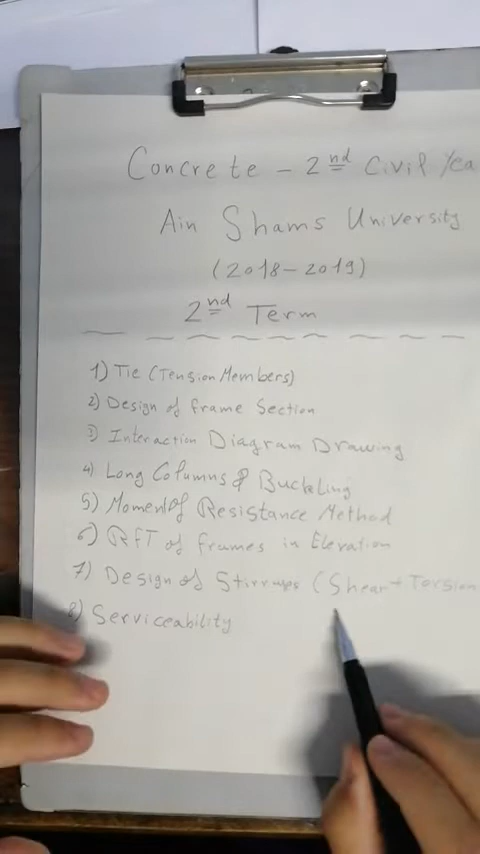 Concrete - 2nd Civil Yea
Ain Shams University
(2018-2019)
2nd Term
1) Tie (Tension Members)
2) Design of Frame Section
3) Interaction Diagram Drawing
4) Long Columns & Buckling
5) Moment of Resistance Method
6) RFT of Frames in Elevation
7) Design of Stirrups (Shear + Torsion
8) Serviceability